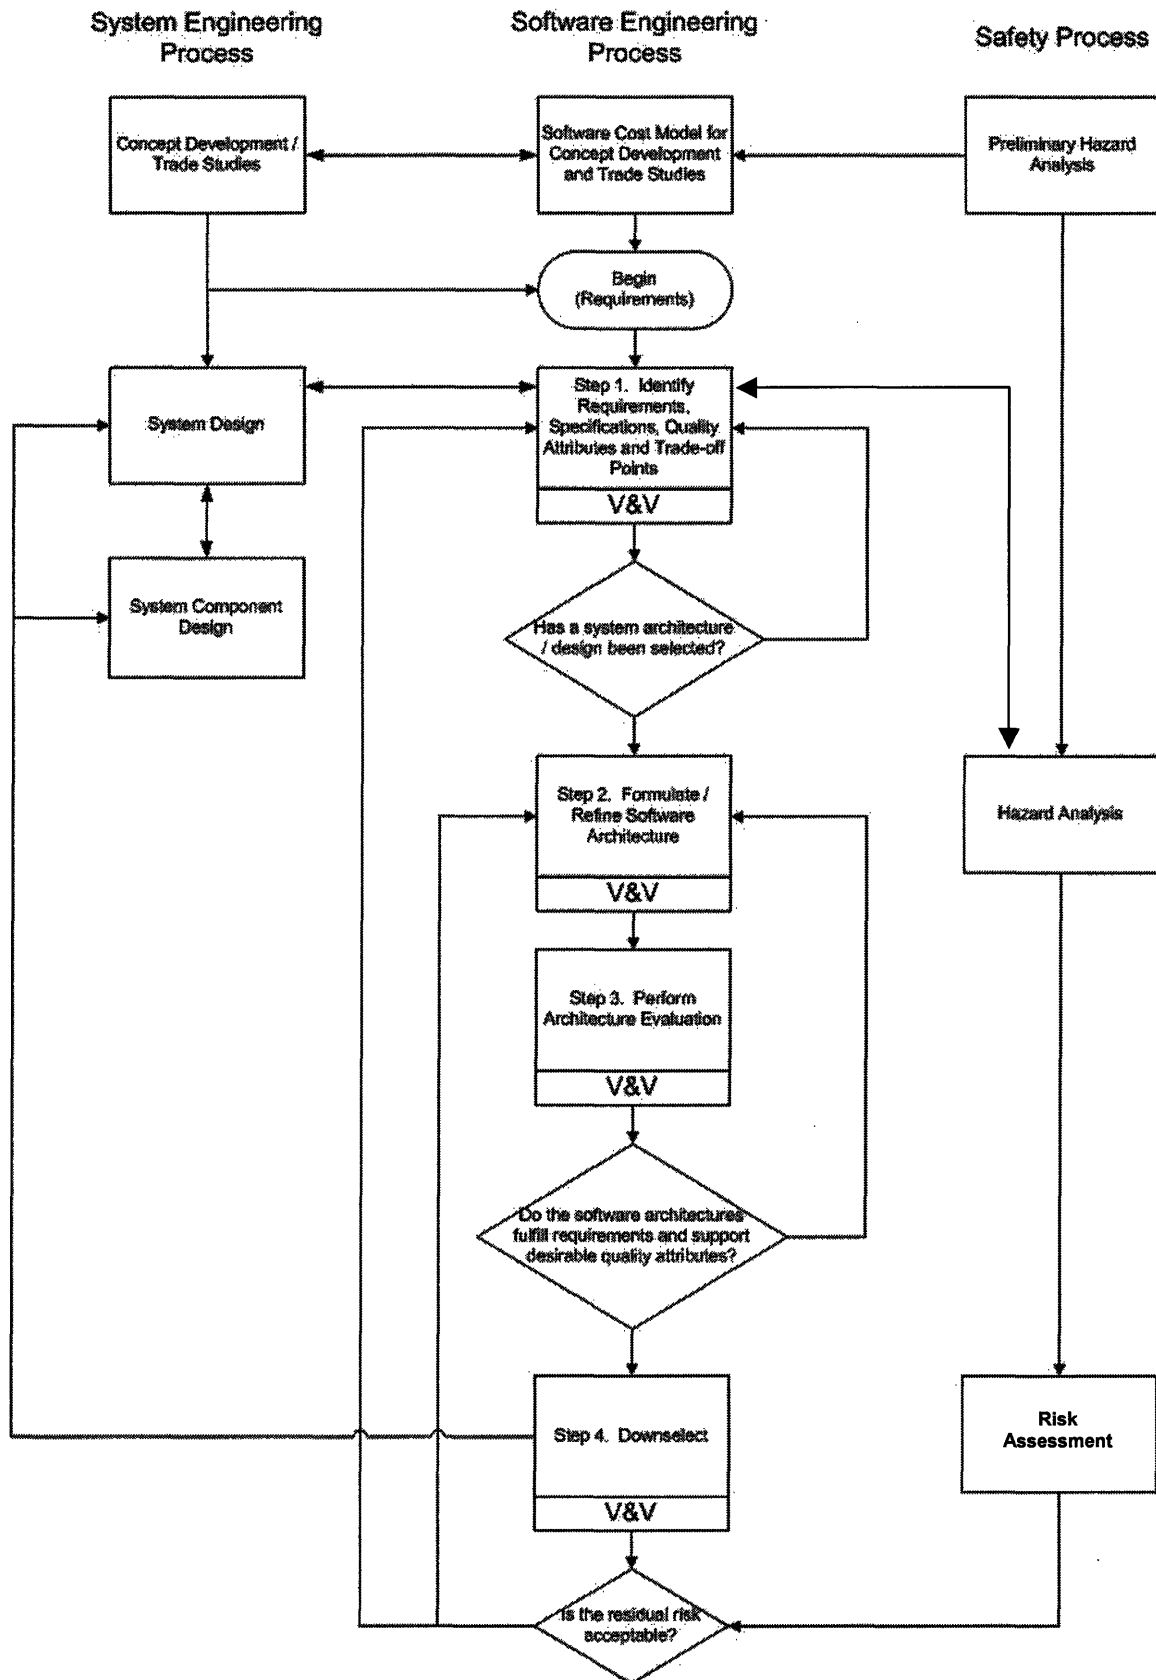 System Engineering
Process
Software Engineering
Process
Safety Process
Concept Development /
Trade Studies
Software Cost Model for
Concept Development
and Trade Studies
Preliminary Hazard
Analysis
Begin
(Requirements)
System Design
Step 1. Identify
Requirements,
Specifications, Quality
Attributes and Trade-off
Points
V&V
System Component
Design
Has a system architecture
/ design been selected?
Step 2. Formulate /
Refine Software
Architecture
V&V
Hazard Analysis
Step 3. Perform
Architecture Evaluation
V&V
Do the software architectures
fulfill requirements and support
desirable quality attributes?
Step 4. Downselect
V&V
Risk
Assessment
Is the residual risk
acceptable?